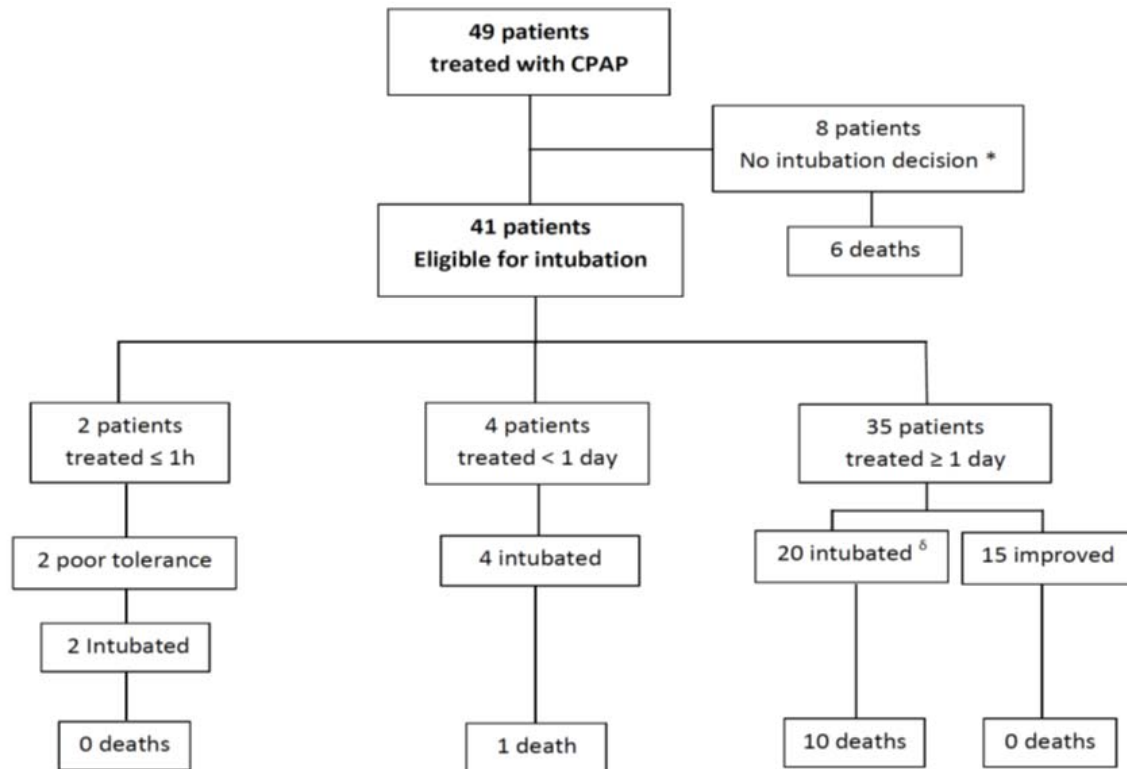 49 patients
treated with CPAP
8 patients
No intubation decision *
41 patients
Eligible for intubation
6 deaths
2 patients
treated ≤ 1h
4 patients
treated < 1 day
35 patients
treated ≥ 1 day
2 poor tolerance
4 intubated
20 intubated δ
15 improved
2 Intubated
0 deaths
1 death
10 deaths
0 deaths